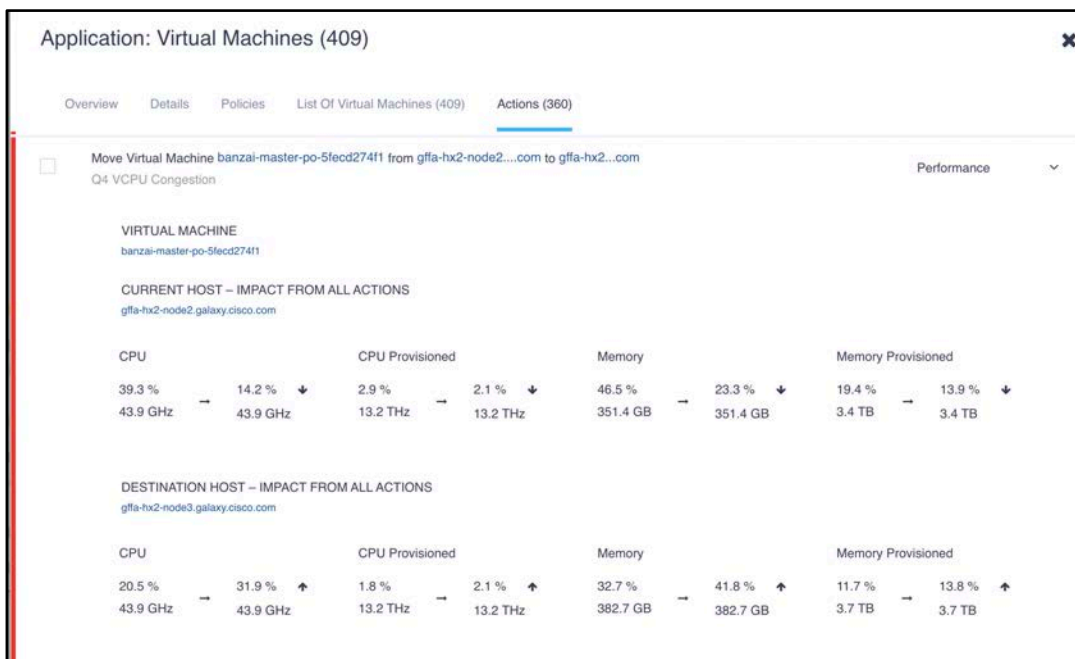 Application: Virtual Machines (409)
Overview Details Policies List Of Virtual Machines (409) Actions (360)
Move Virtual Machine banzai-master-po-5fecd274f1 from gffa-hx2-node2....com to gffa-hx2...com
Performance
Q4 VCPU Congestion
VIRTUAL MACHINE
banzai-master-po-5fecd274f1
CURRENT HOST – IMPACT FROM ALL ACTIONS
gffa-hx2-node2.galaxy.cisco.com
CPU CPU Provisioned Memory Memory Provisioned
39.3 % 14.2 % 2.9 % 2.1 % 46.5 % 23.3 % 19.4 % 13.9 %
43.9 GHz → 43.9 GHz 13.2 THz → 13.2 THz 351.4 GB → 351.4 GB 3.4 TB → 3.4 TB
DESTINATION HOST – IMPACT FROM ALL ACTIONS
gffa-hx2-node3.galaxy.cisco.com
CPU CPU Provisioned Memory Memory Provisioned
20.5 % 31.9 % 1.8 % 2.1 % 32.7 % 41.8 % 11.7 % 13.8 %
43.9 GHz → 43.9 GHz 13.2 THz → 13.2 THz 382.7 GB → 382.7 GB 3.7 TB → 3.7 TB